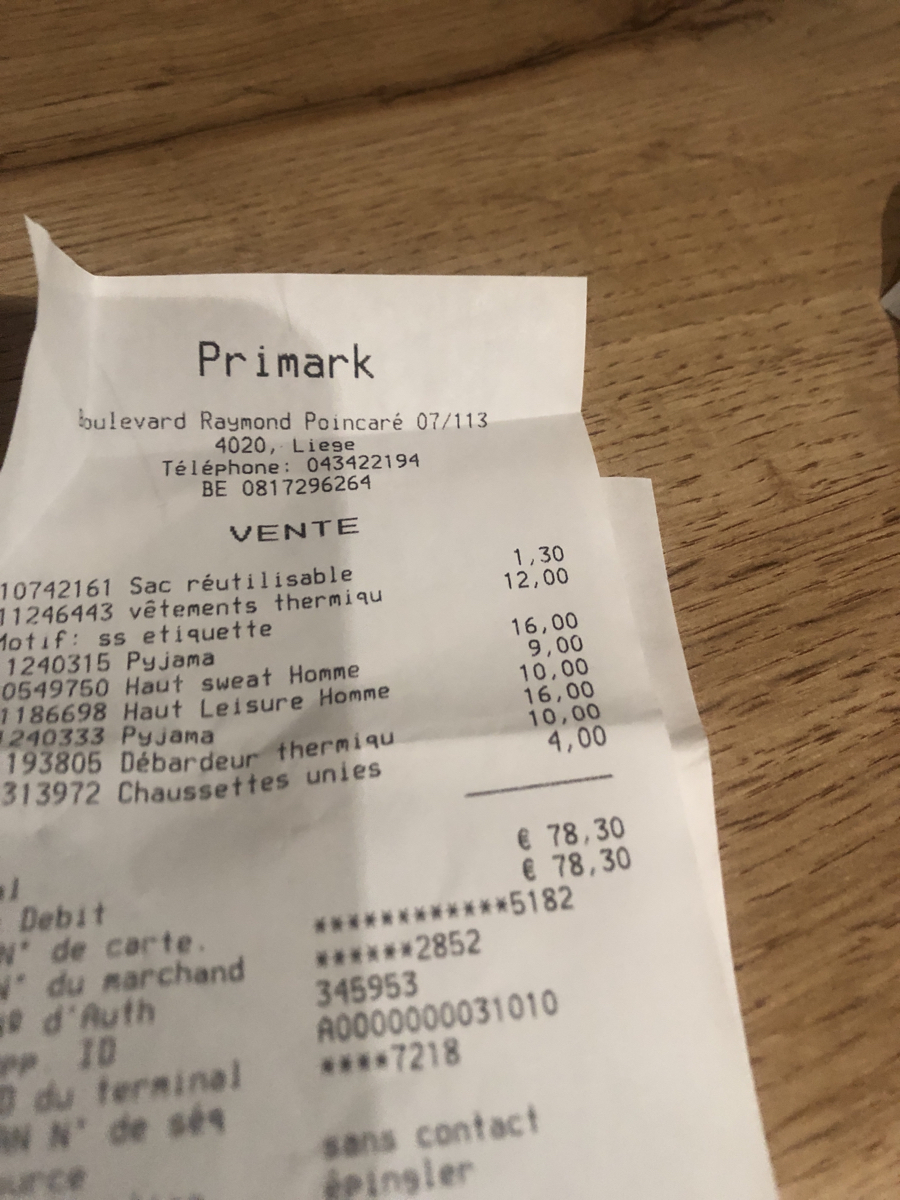 Primark
Boulevard Raymond Poincaré 07/113
4020, Liege
Téléphone: 043422194
BE 0817296264
VENTE
10742161 Sac réutilisable 1,30
11246443 vêtements thermiqu 12,00
Motif: ss etiquette
1240315 Pyjama 16,00
0549750 Haut sweat Homme 9,00
1186698 Haut Leisure Homme 10,00
1240333 Pyjama 16,00
193805 Débardeur thermiqu 10,00
313972 Chaussettes unies 4,00
€ 78,30
Debit € 78,30
N° de carte. ************5182
N° du marchand ******2852
d'Auth 345953
ID A0000000031010
du terminal ****7218
N° de séq
sans contact
épingler